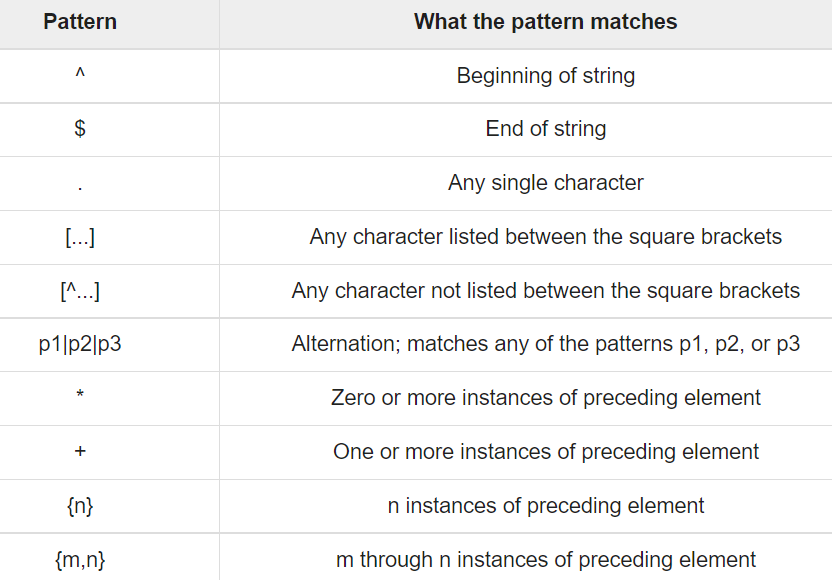 Pattern What the pattern matches
^ Beginning of string
$ End of string
. Any single character
[...] Any character listed between the square brackets
[^...] Any character not listed between the square brackets
p1|p2|p3 Alternation; matches any of the patterns p1, p2, or p3
* Zero or more instances of preceding element
+ One or more instances of preceding element
{n} n instances of preceding element
{m,n} m through n instances of preceding element